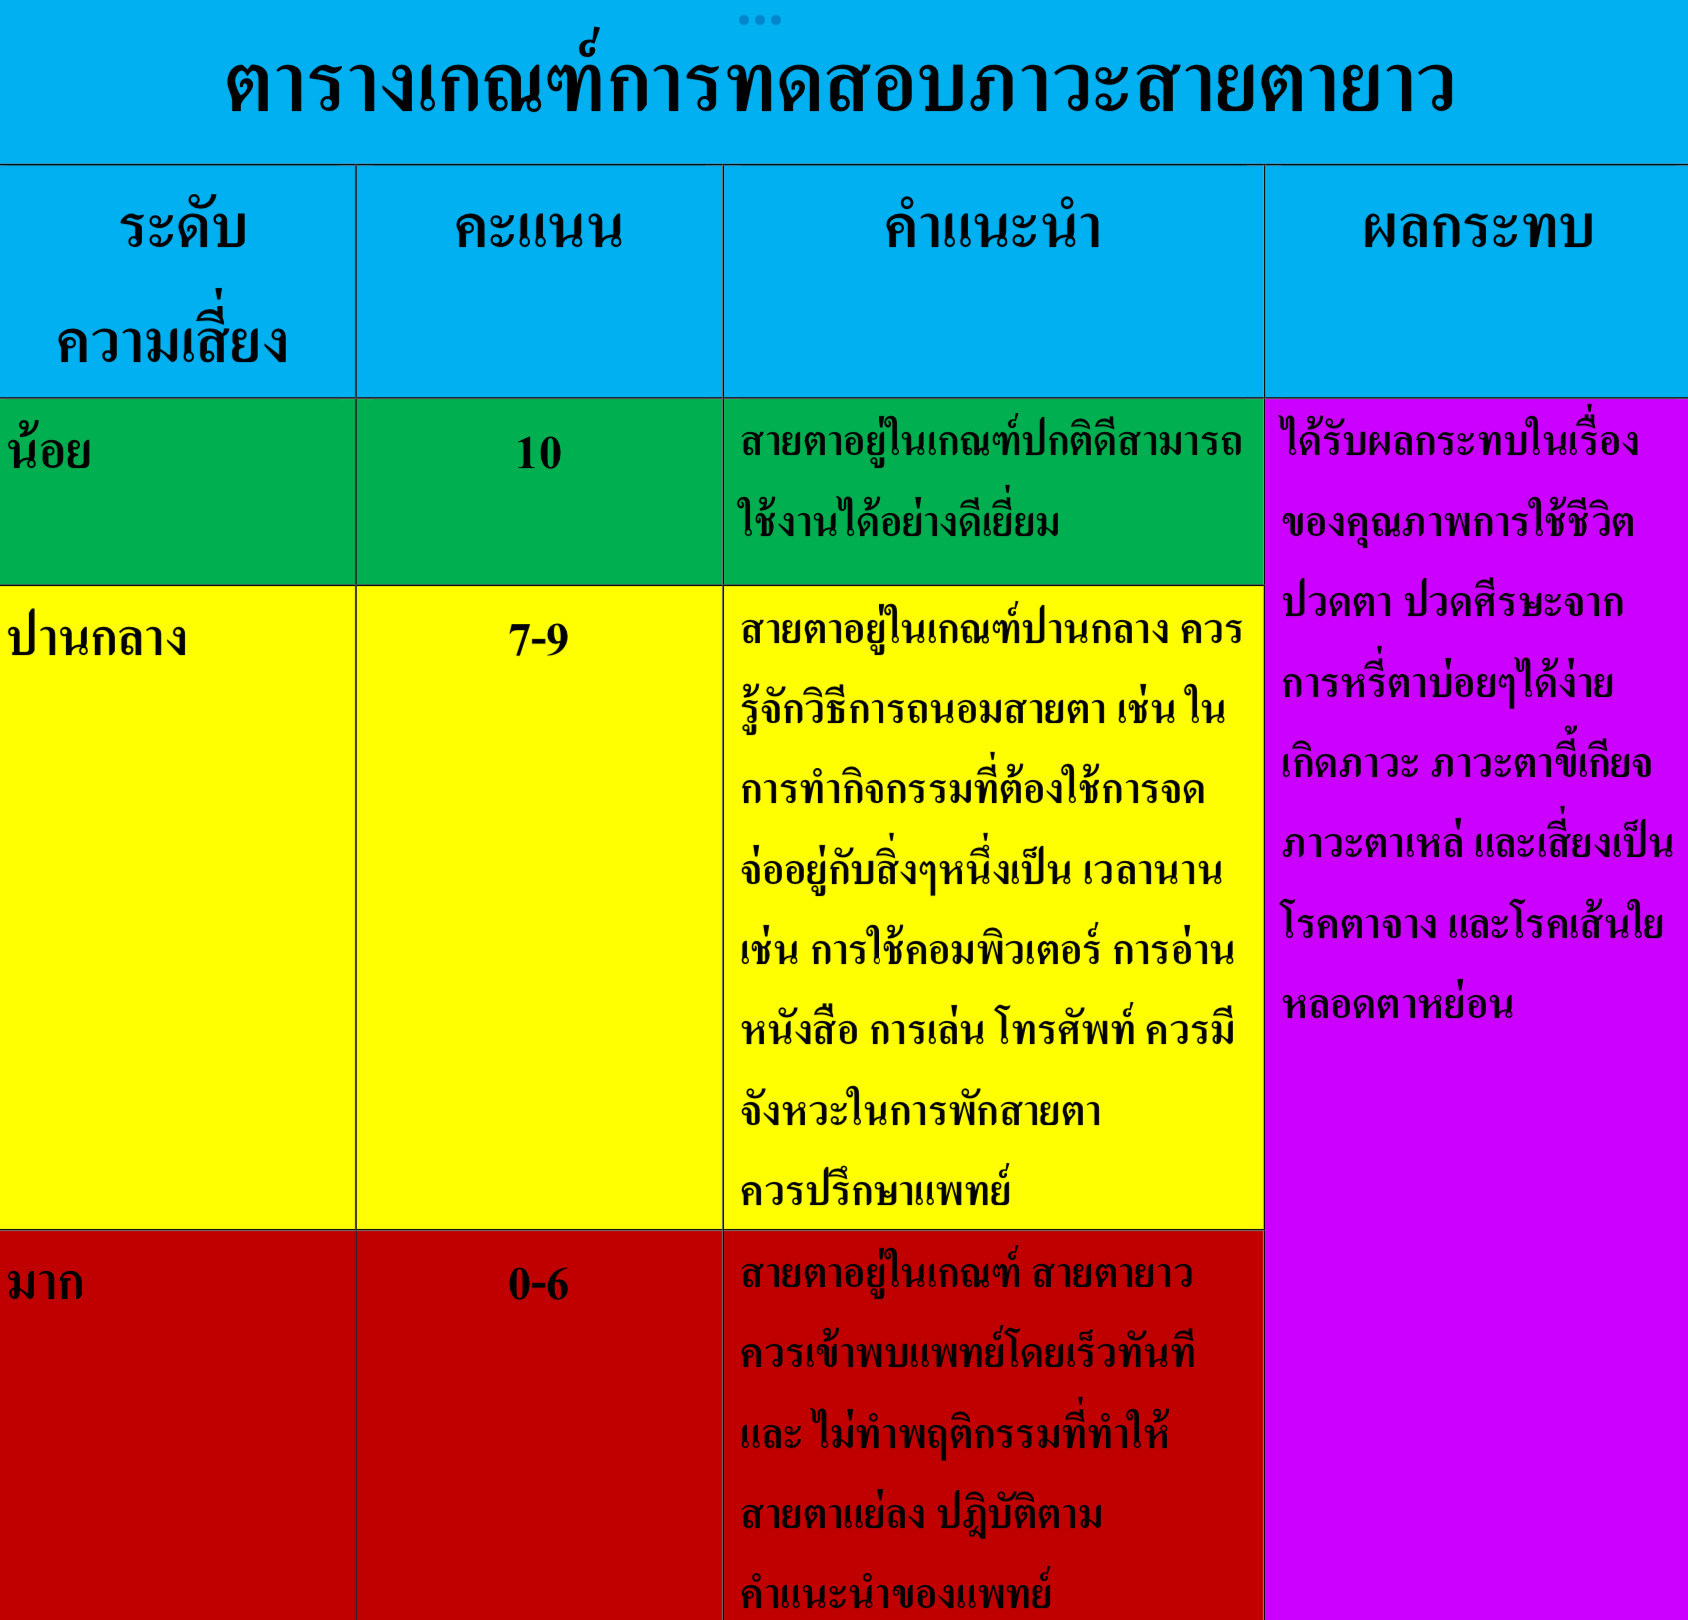 ตารางเกณฑ์การทดสอบภาวะสายตายาว
ระดับ
ความเสี่ยง
คะแนน
คำแนะนำ
ผลกระทบ
น้อย
10
สายตาอยู่ในเกณฑ์ปกติดีสามารถ
ใช้งานได้อย่างดีเยี่ยม
ได้รับผลกระทบในเรื่อง
ของคุณภาพการใช้ชีวิต
ปวดตา ปวดศีรษะจาก
การหรี่ตาบ่อยๆได้ง่าย
เกิดภาวะ ภาวะตาขี้เกียจ
ภาวะตาเหล่ และเสี่ยงเป็น
โรคตาจาง และโรคเส้นใย
หลอดตาหย่อน
ปานกลาง
7-9
สายตาอยู่ในเกณฑ์ปานกลาง ควร
รู้จักวิธีการถนอมสายตา เช่น ใน
การทำกิจกรรมที่ต้องใช้การจด
จ่ออยู่กับสิ่งๆหนึ่งเป็น เวลานาน
เช่น การใช้คอมพิวเตอร์ การอ่าน
หนังสือ การเล่น โทรศัพท์ ควรมี
จังหวะในการพักสายตา
ควรปรึกษาแพทย์
มาก
0-6
สายตาอยู่ในเกณฑ์ สายตายาว
ควรเข้าพบแพทย์โดยเร็วทันที
และ ไม่ทำพฤติกรรมที่ทำให้
สายตาแย่ลง ปฎิบัติตาม
คำแนะนำของแพทย์